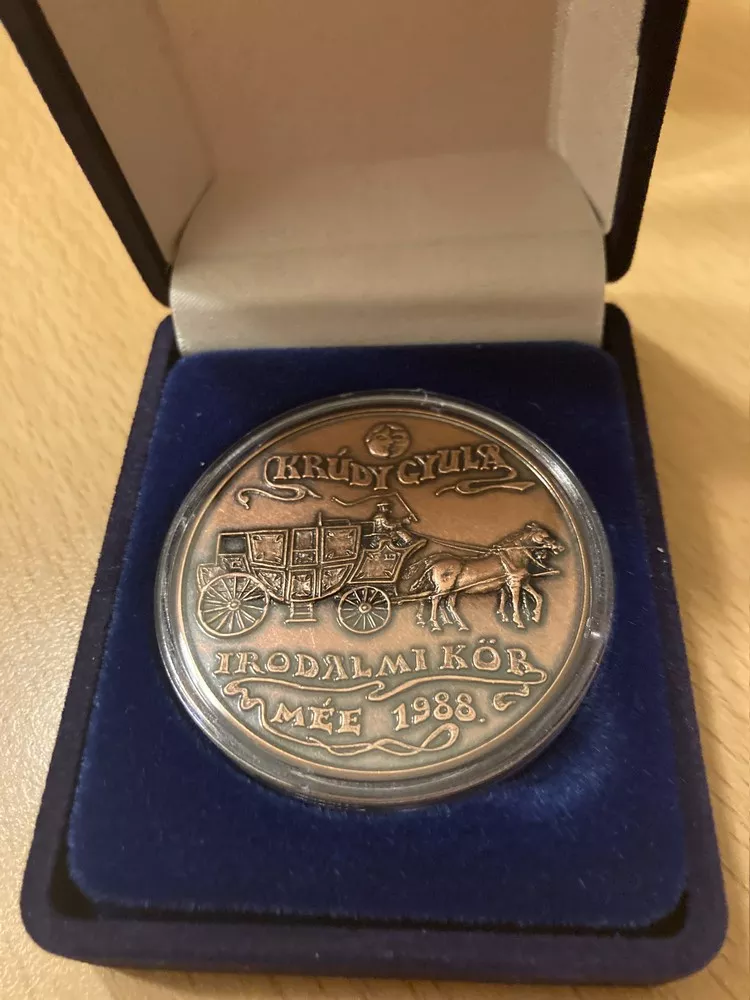 KRÚDY GYULA
IRODALMI KÖR
MÉE 1988.